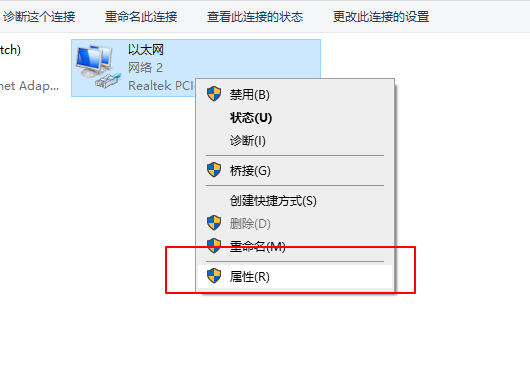 诊断这个连接 重命名此连接 查看此连接的状态 更改此连接的设置
tch) 以太网
网络 2
net Adap... Realtek PCI
禁用(B)
状态(U)
诊断(I)
桥接(G)
创建快捷方式(S)
删除(D)
重命名(M)
属性(R)